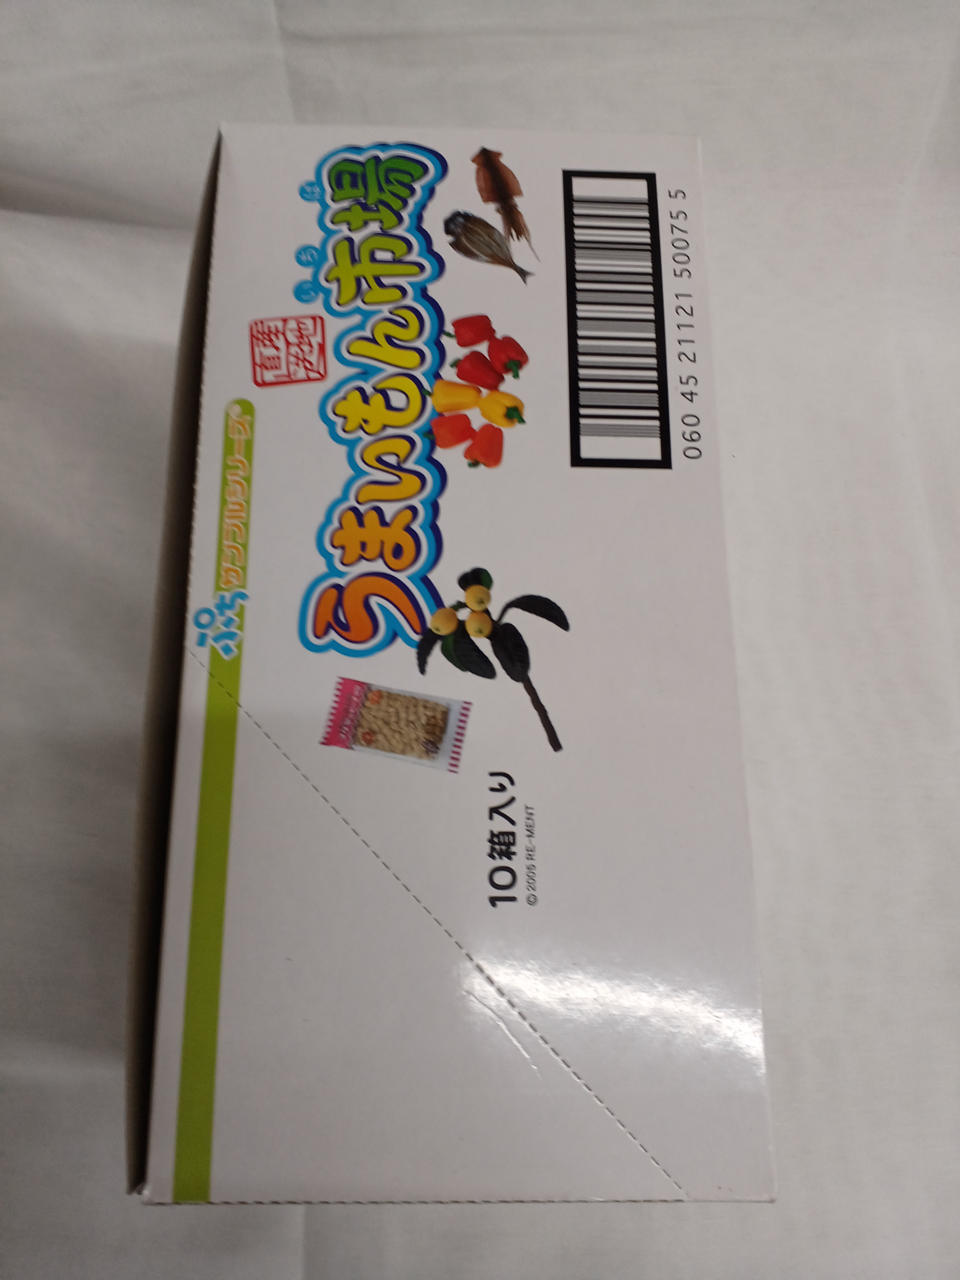 ぷちサンプルシリーズ
産地
直送
いちば
うまいもん市場
060 45 21121 50075 5
10箱入り
© 2005 RE-MENT